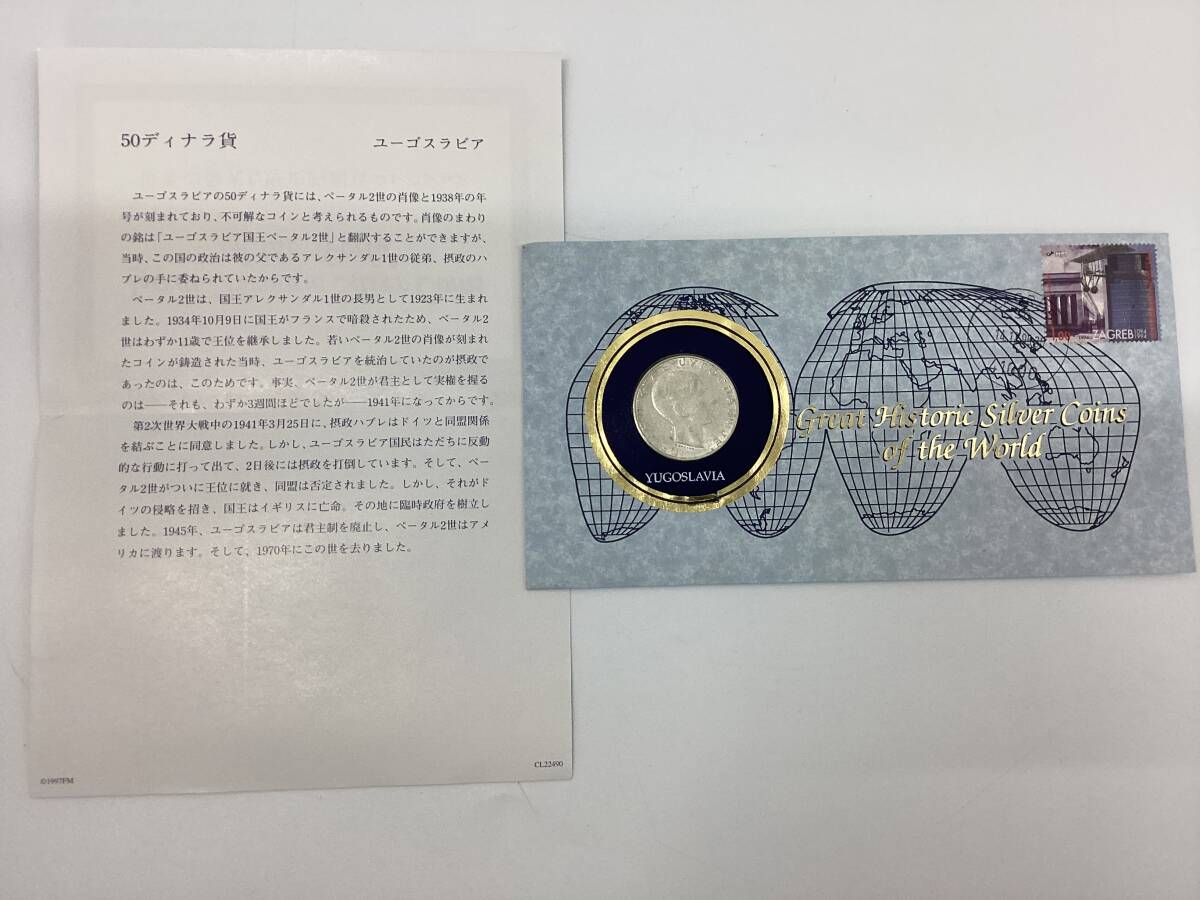 50ディナラ貨 ユーゴスラビア
ユーゴスラビアの50ディナラ貨には、ペータル2世の肖像と1938年の年
号が刻まれており、不可解なコインと考えられるものです。肖像のまわり
の銘は「ユーゴスラビア国王ペータル2世」と翻訳することができますが、
当時、この国の政治は彼の父であるアレクサンダル1世の従弟、摂政のハ
ブレの手に委ねられていたからです。
ペータル2世は、国王アレクサンダル1世の長男として1923年に生まれ
ました。1934年10月9日に国王がフランスで暗殺されたため、ペータル2
世はわずか11歳で王位を継承しました。若いペータル2世の肖像が刻まれ
たコインが鋳造された当時、ユーゴスラビアを統治していたのが摂政で
あったのは、このためです。事実、ペータル2世が君主として実権を握る
のは——それも、わずか3週間ほどでしたが——1941年になってからです。
第2次世界大戦中の1941年3月25日に、摂政ハブレはドイツと同盟関係
を結ぶことに同意しました。しかし、ユーゴスラビア国民はただちに反動
的な行動に打って出て、2日後には摂政を打倒しています。そして、ペー
タル2世がついに王位に就き、同盟は否定されました。しかし、それがド
イツの侵略を招き、国王はイギリスに亡命。その地に臨時政府を樹立し
ました。1945年、ユーゴスラビアは君主制を廃止し、ペータル2世はアメ
リカに渡ります。そして、1970年にこの世を去りました。
©1997FM
CL22490
YUGOSLAVIA
Great Historic Silver Coins
of the World
1,00 ZAGREB